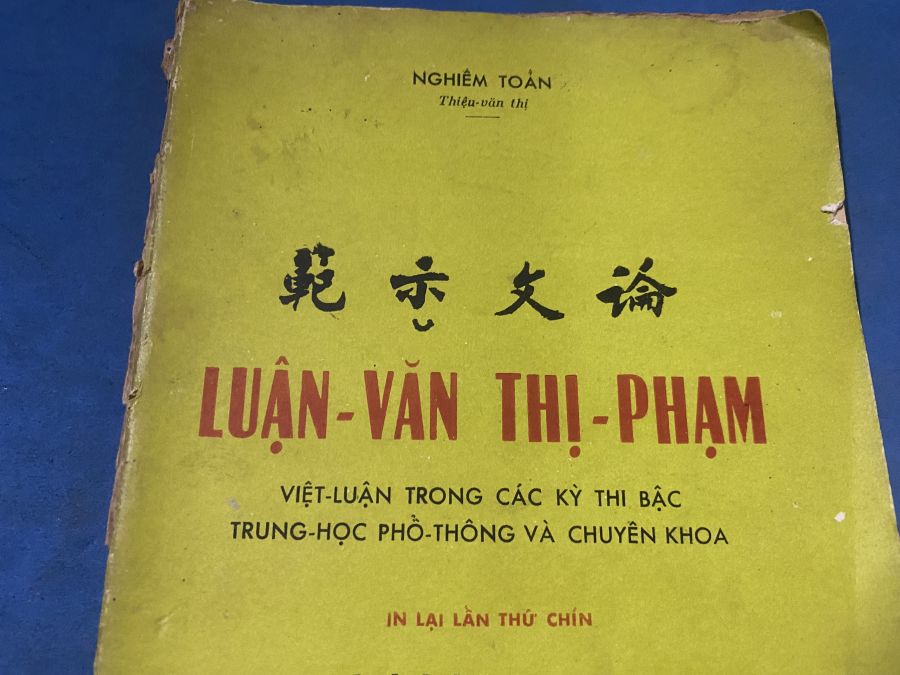 NGHIÊM TOẢN
Thiệu-văn thị
範示文論
LUẬN-VĂN THỊ-PHẠM
VIỆT-LUẬN TRONG CÁC KỲ THI BẬC
TRUNG-HỌC PHỔ-THÔNG VÀ CHUYÊN KHOA
IN LẠI LẦN THỨ CHÍN